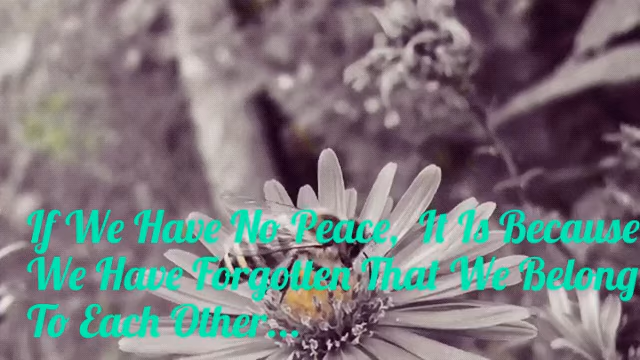 If We Have No Peace, It Is Because
We Have Forgotten That We Belong
To Each Other...